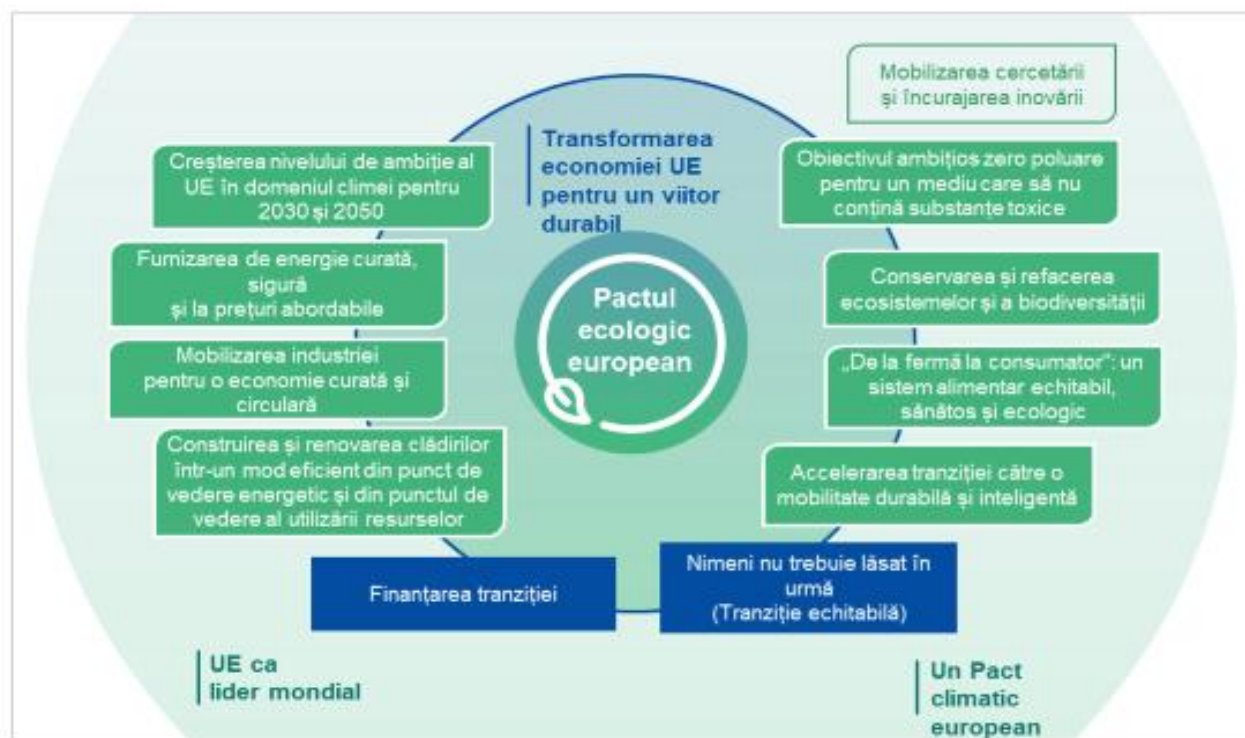 Mobilizarea cercetării
și încurajarea inovării
Transformarea
economiei UE
pentru un viitor
durabil
Creșterea nivelului de ambiție al
UE în domeniul climei pentru
2030 și 2050
Furnizarea de energie curată,
sigură
și la prețuri abordabile
Mobilizarea industriei
pentru o economie curată și
circulară
Construirea și renovarea clădirilor
într-un mod eficient din punct de
vedere energetic și din punctul de
vedere al utilizării resurselor
Pactul
ecologic
european
Obiectivul ambițios zero poluare
pentru un mediu care să nu
conțină substanțe toxice
Conservarea și refacerea
ecosistemelor și a biodiversității
„De la fermă la consumator”: un
sistem alimentar echitabil,
sănătos și ecologic
Accelerarea tranziției către o
mobilitate durabilă și inteligentă
Finanțarea tranziției
Nimeni nu trebuie lăsat în
urmă
(Tranziție echitabilă)
UE ca
lider mondial
Un Pact
climatic
european